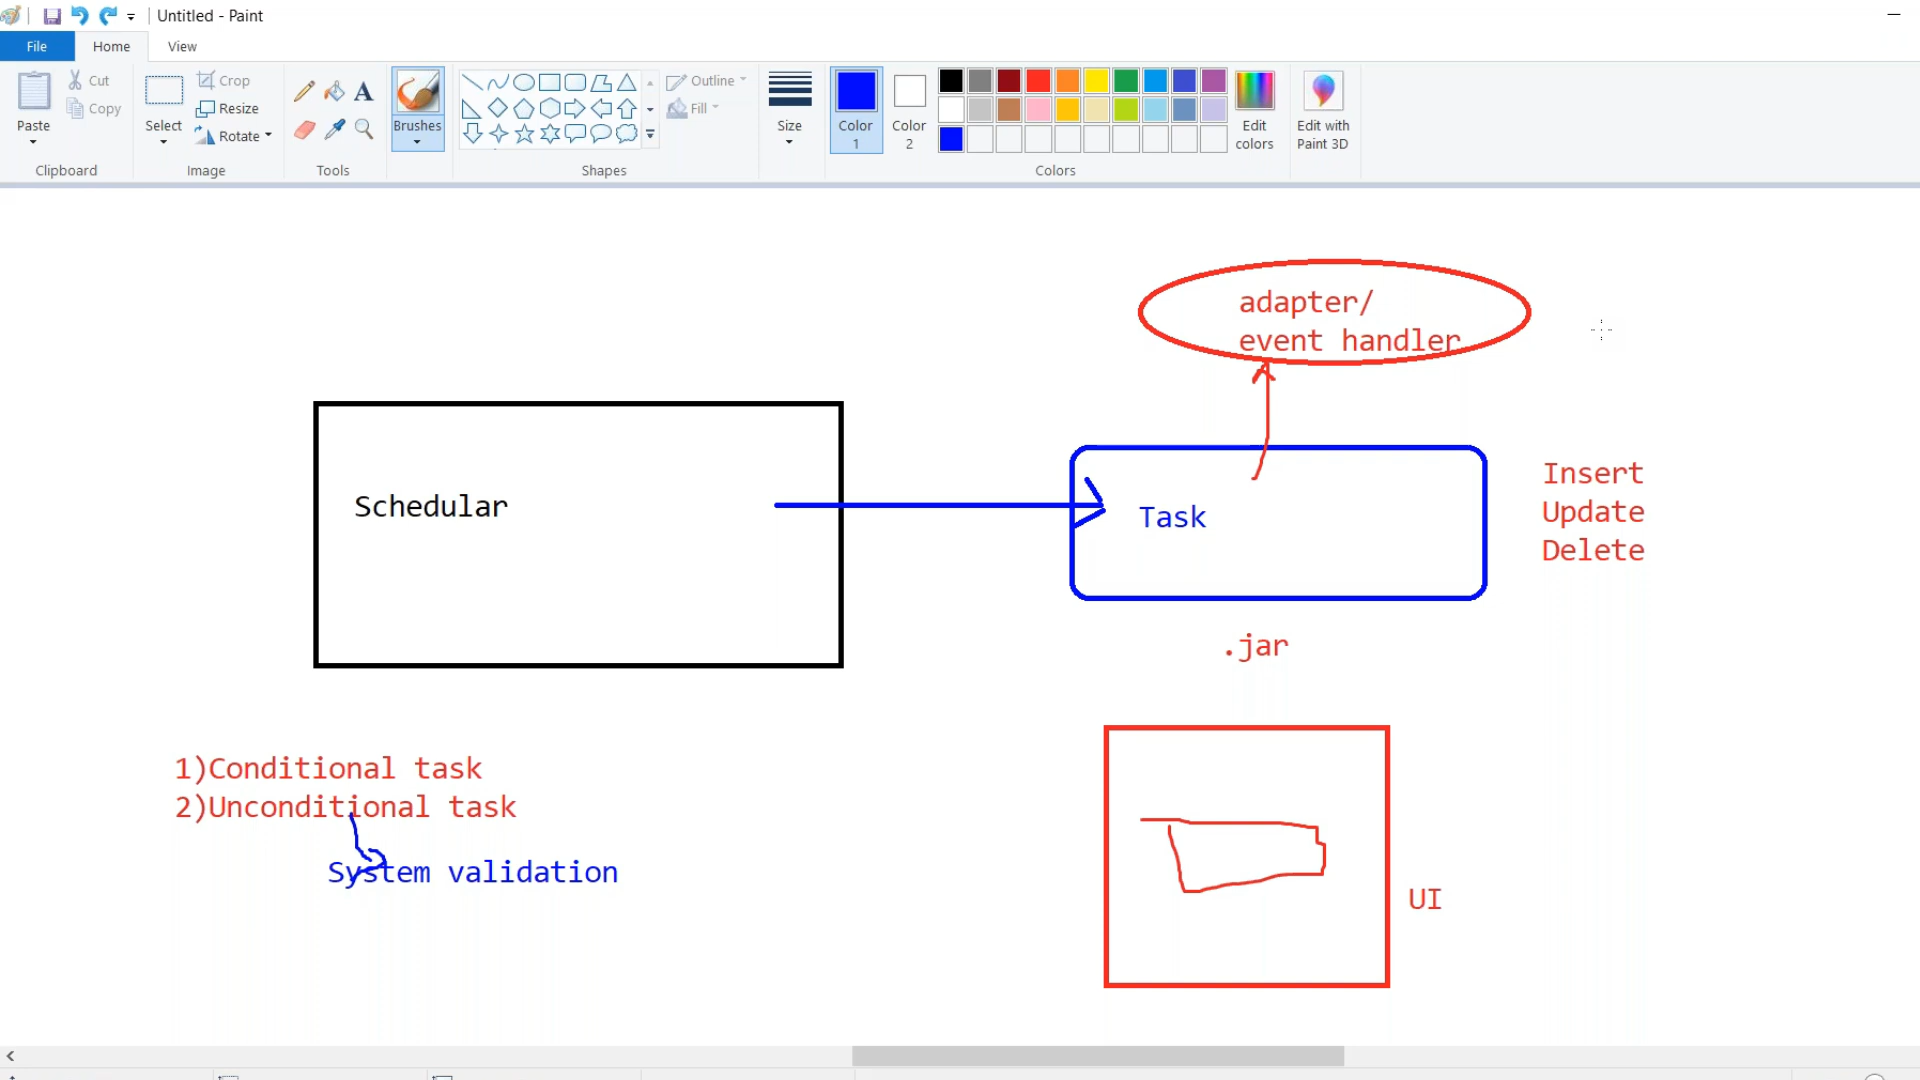 Untitled - Paint
File
Home
View
Paste
Cut
Copy
Clipboard
Select
Crop
Resize
Rotate
Image
Tools
Brushes
Shapes
Outline
Fill
Size
Color
1
Color
2
Edit
colors
Edit with
Paint 3D
Colors
adapter/
event handler
Schedular
Task
Insert
Update
Delete
.jar
1)Conditional task
2)Unconditional task
System validation
UI